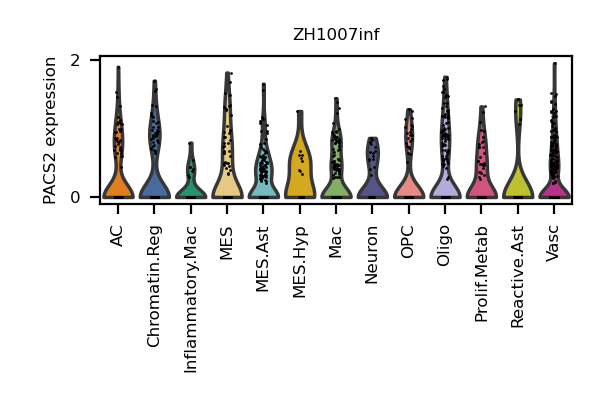 ZH1007inf
PACS2 expression
2
0
AC
Chromatin.Reg
Inflammatory.Mac
MES
MES.Ast
MES.Hyp
Mac
Neuron
OPC
Oligo
Prolif.Metab
Reactive.Ast
Vasc